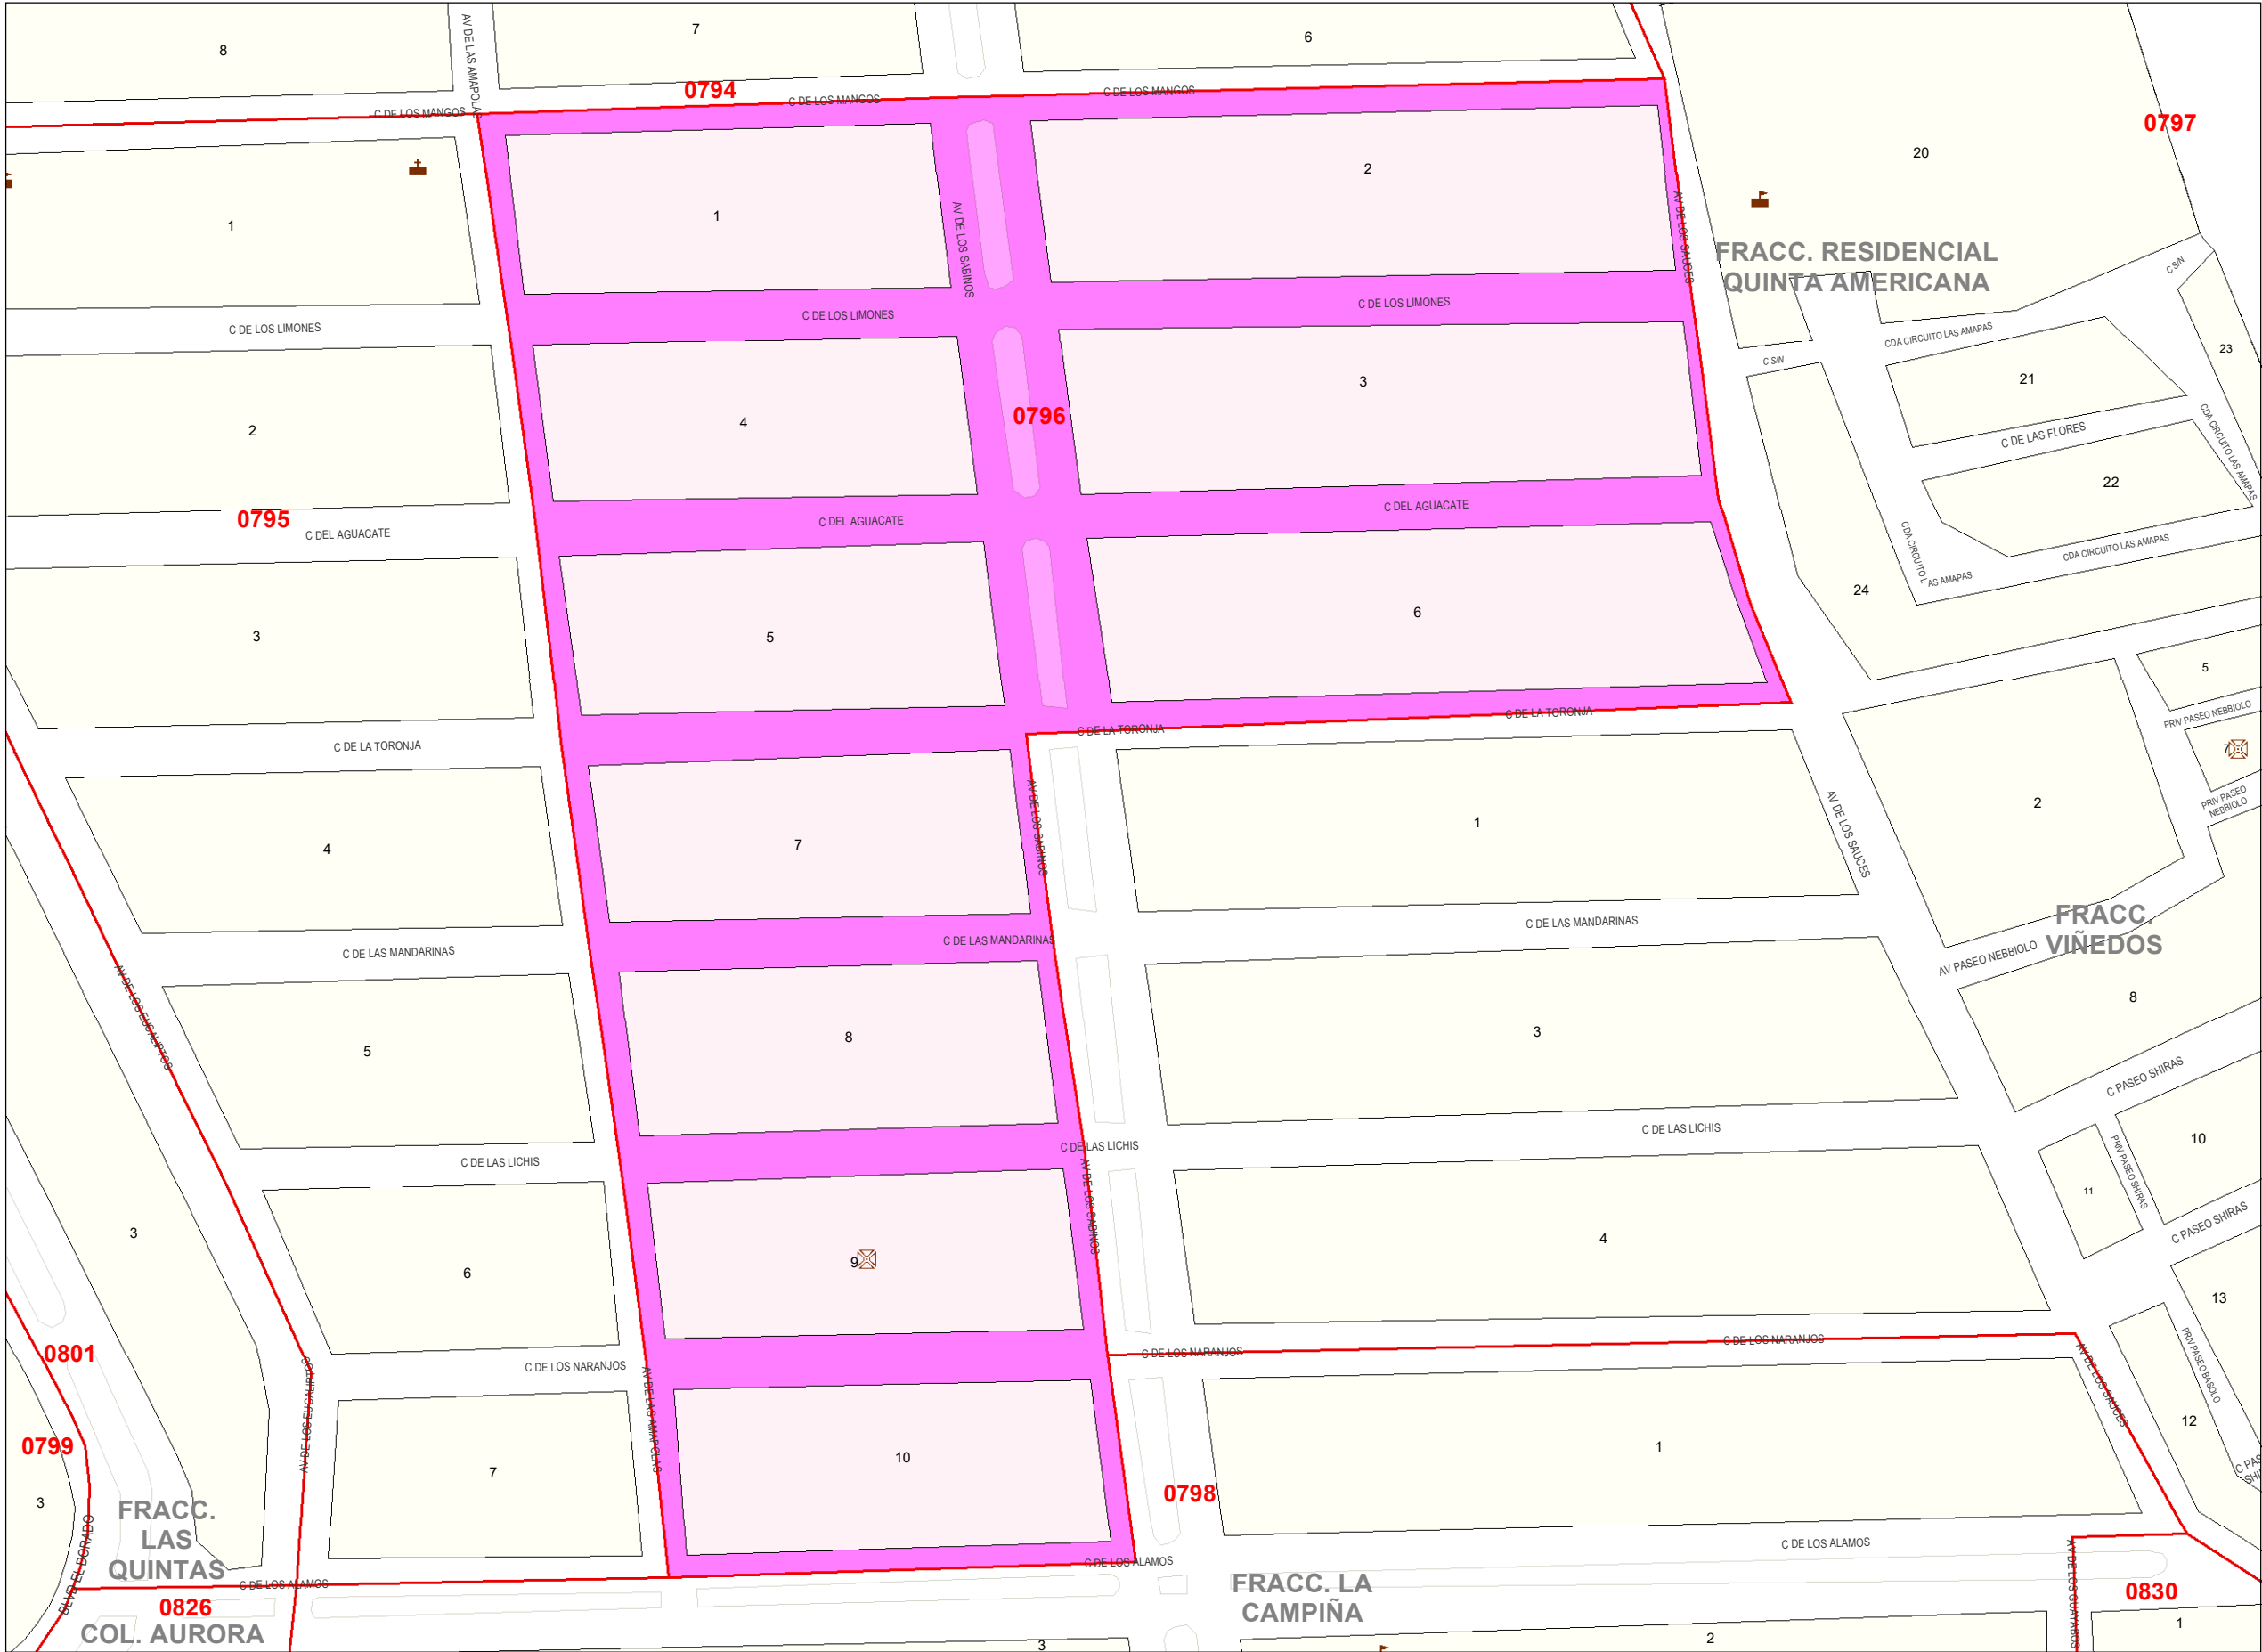 8
AV DE LAS AMAPOLAS
7
6
0794
C DE LOS MANGOS
C DE LOS MANGOS
C DE LOS MANGOS
0797
20
1
1
2
AV DE LOS SABINOS
AV DE LOS SAUCES
FRACC. RESIDENCIAL
QUINTA AMERICANA
C S/N
C DE LOS LIMONES
C DE LOS LIMONES
C DE LOS LIMONES
CDA CIRCUITO LAS AMAPAS
C S/N
23
21
2
4
3
0796
CDA CIRCUITO LAS AMAPAS
C DE LAS FLORES
22
0795
C DEL AGUACATE
C DEL AGUACATE
C DEL AGUACATE
CDA CIRCUITO L
AS AMAPAS
CDA CIRCUITO LAS AMAPAS
24
3
5
6
5
PRIV PASEO NEBBIOLO
C DE LA TORONJA
C DE LA TORONJA
C DE LA TORONJA
7
PRIV PASEO
NEBBIOLO
AV DE LOS SABINOS
AV DE LOS SAUCES
4
7
1
2
FRACC.
VIÑEDOS
C DE LAS MANDARINAS
C DE LAS MANDARINAS
C DE LAS MANDARINAS
AV PASEO NEBBIOLO
AV DE LOS EUCALIPTOS
8
5
8
3
C PASEO SHIRAS
C DE LAS LICHIS
C DE LAS LICHIS
C DE LAS LICHIS
10
PRIV PASEO SHIRAS
11
AV DE LOS SABINOS
C PASEO SHIRAS
3
6
9
4
13
0801
C DE LOS NARANJOS
C DE LOS NARANJOS
C DE LOS NARANJOS
AV DE LOS SAUCES
PRIV PASEO BASOLO
AV DE LOS EUCALIPTOS
AV DE LAS AMAPOLAS
12
0799
7
10
1
C PAS
SHI
3
0798
FRACC.
LAS
QUINTAS
BLVD EL DORADO
C DE LOS ALAMOS
C DE LOS ALAMOS
C DE LOS ALAMOS
AV DE LOS GUAYABOS
FRACC. LA
CAMPIÑA
0830
0826
COL. AURORA
3
2
1